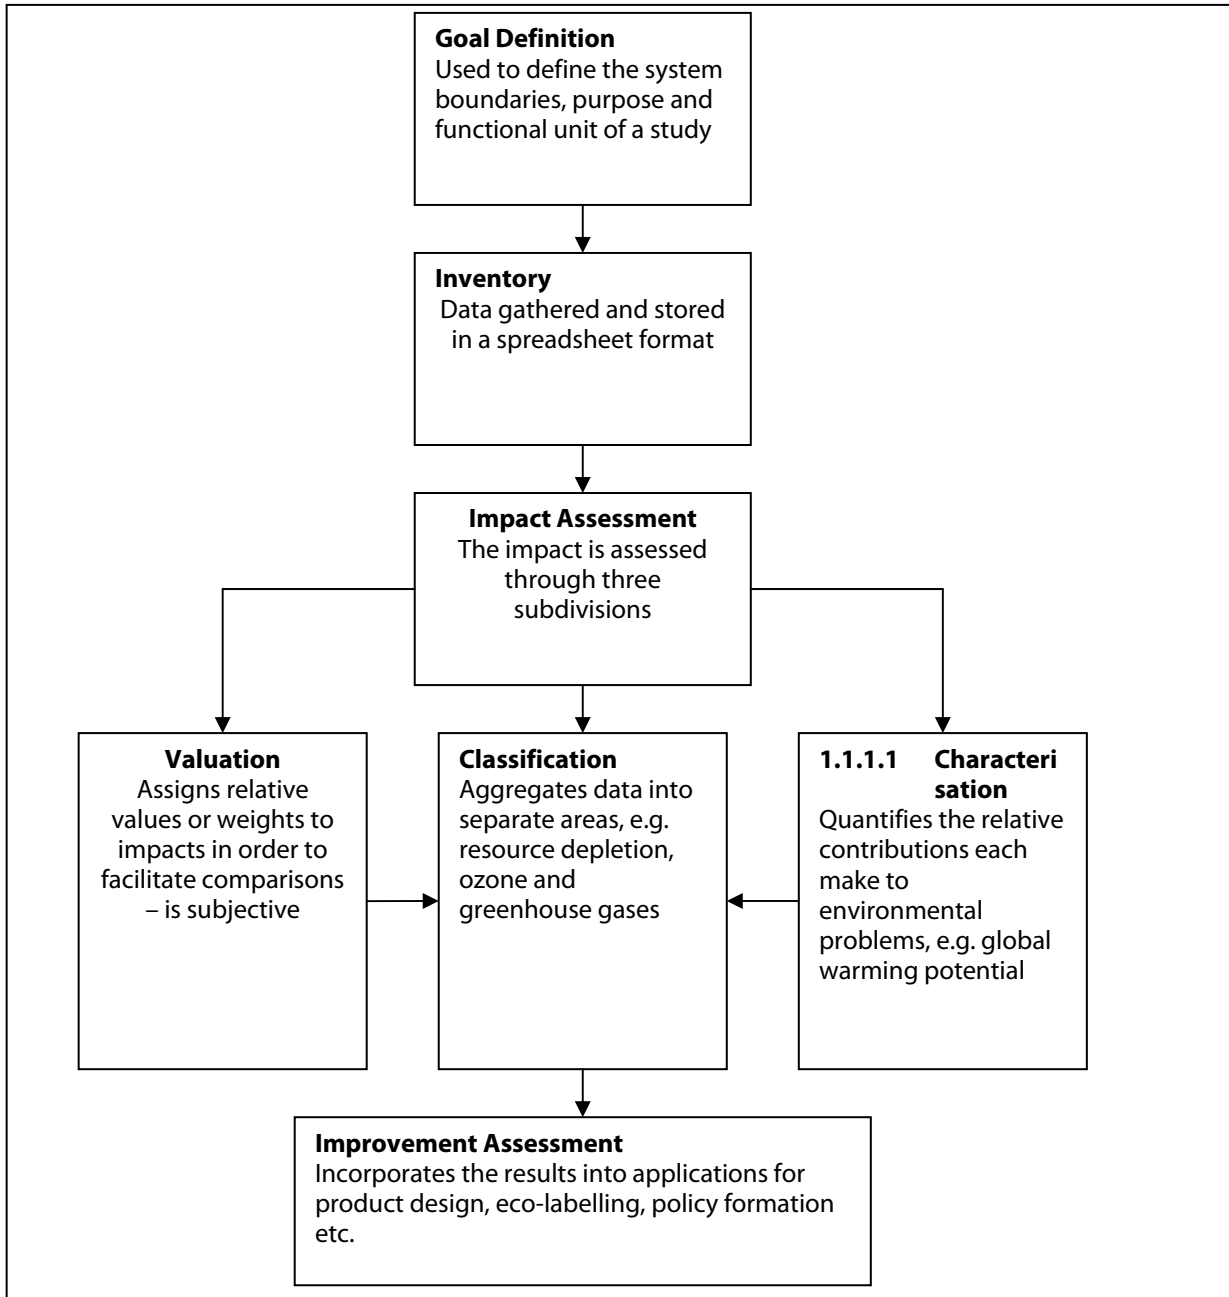 Goal Definition
Used to define the system
boundaries, purpose and
functional unit of a study
Inventory
Data gathered and stored
in a spreadsheet format
Impact Assessment
The impact is assessed
through three
subdivisions
Valuation
Assigns relative
values or weights to
impacts in order to
facilitate comparisons
– is subjective
Classification
Aggregates data into
separate areas, e.g.
resource depletion,
ozone and
greenhouse gases
1.1.1.1 Characteri
sation
Quantifies the relative
contributions each
make to
environmental
problems, e.g. global
warming potential
Improvement Assessment
Incorporates the results into applications for
product design, eco-labelling, policy formation
etc.